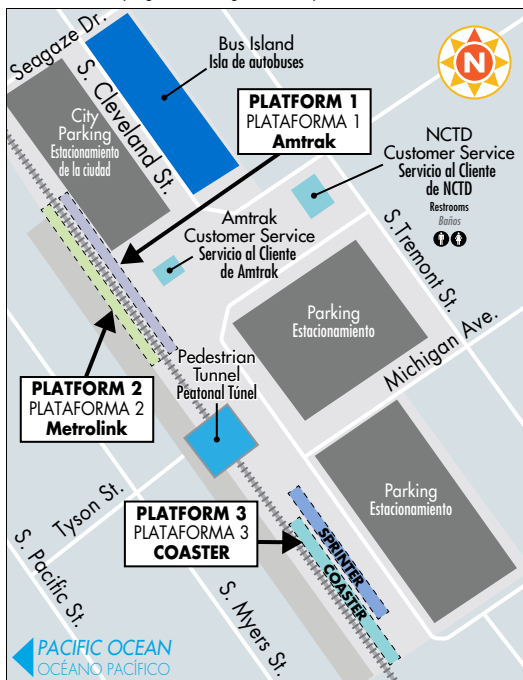 Seagaze Dr.
S. Cleveland St.
Bus Island
Isla de autobuses
N
City
Parking
Estacionamiento
de la ciudad
PLATFORM 1
PLATAFORMA 1
Amtrak
NCTD
Customer Service
Servicio al Cliente
de NCTD
Restrooms
Baños
Amtrak
Customer Service
Servicio al Cliente
de Amtrak
S.Tremont St.
Parking
Estacionamiento
Michigan Ave.
Pedestrian
Tunnel
Peatonal Túnel
PLATFORM 2
PLATAFORMA 2
Metrolink
Parking
Estacionamiento
Tyson St.
PLATFORM 3
PLATAFORMA 3
COASTER
SPRINTER
COASTER
S. Pacific St.
S. Myers St.
PACIFIC OCEAN
OCÉANO PACÍFICO